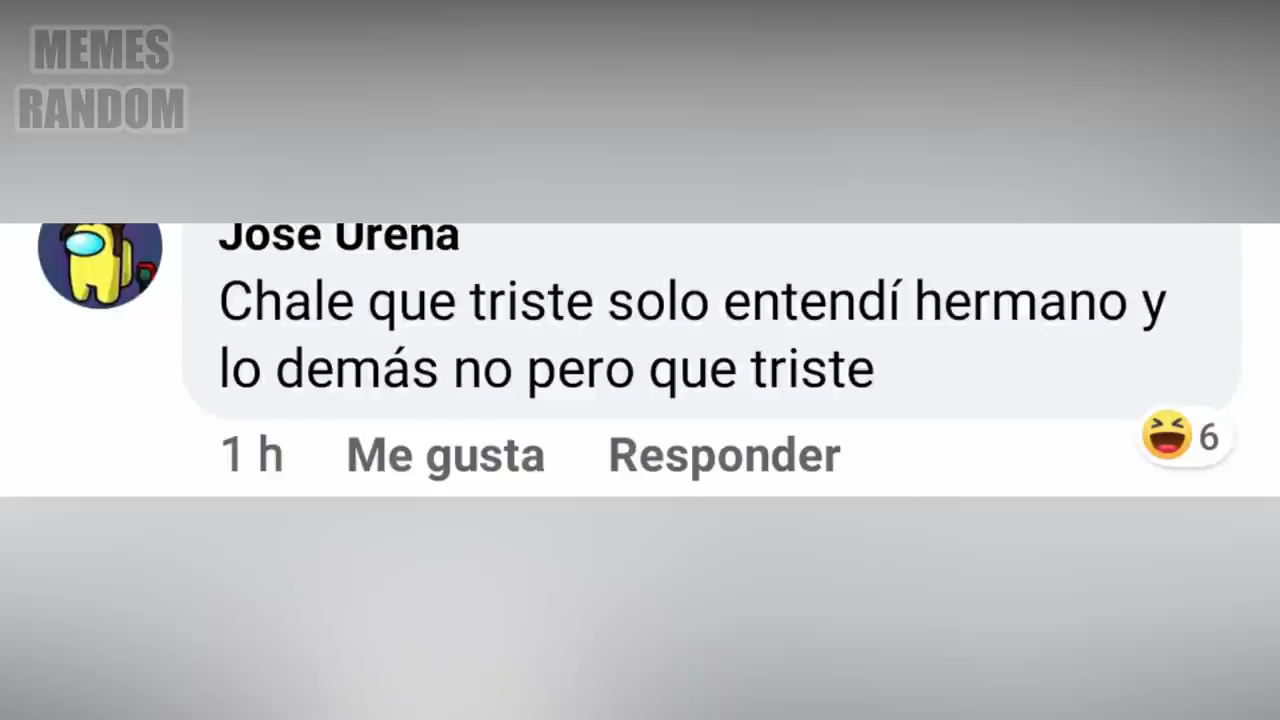 MEMES
RANDOM
Jose Urena
Chale que triste solo entendí hermano y
lo demás no pero que triste
1 h Me gusta Responder
6